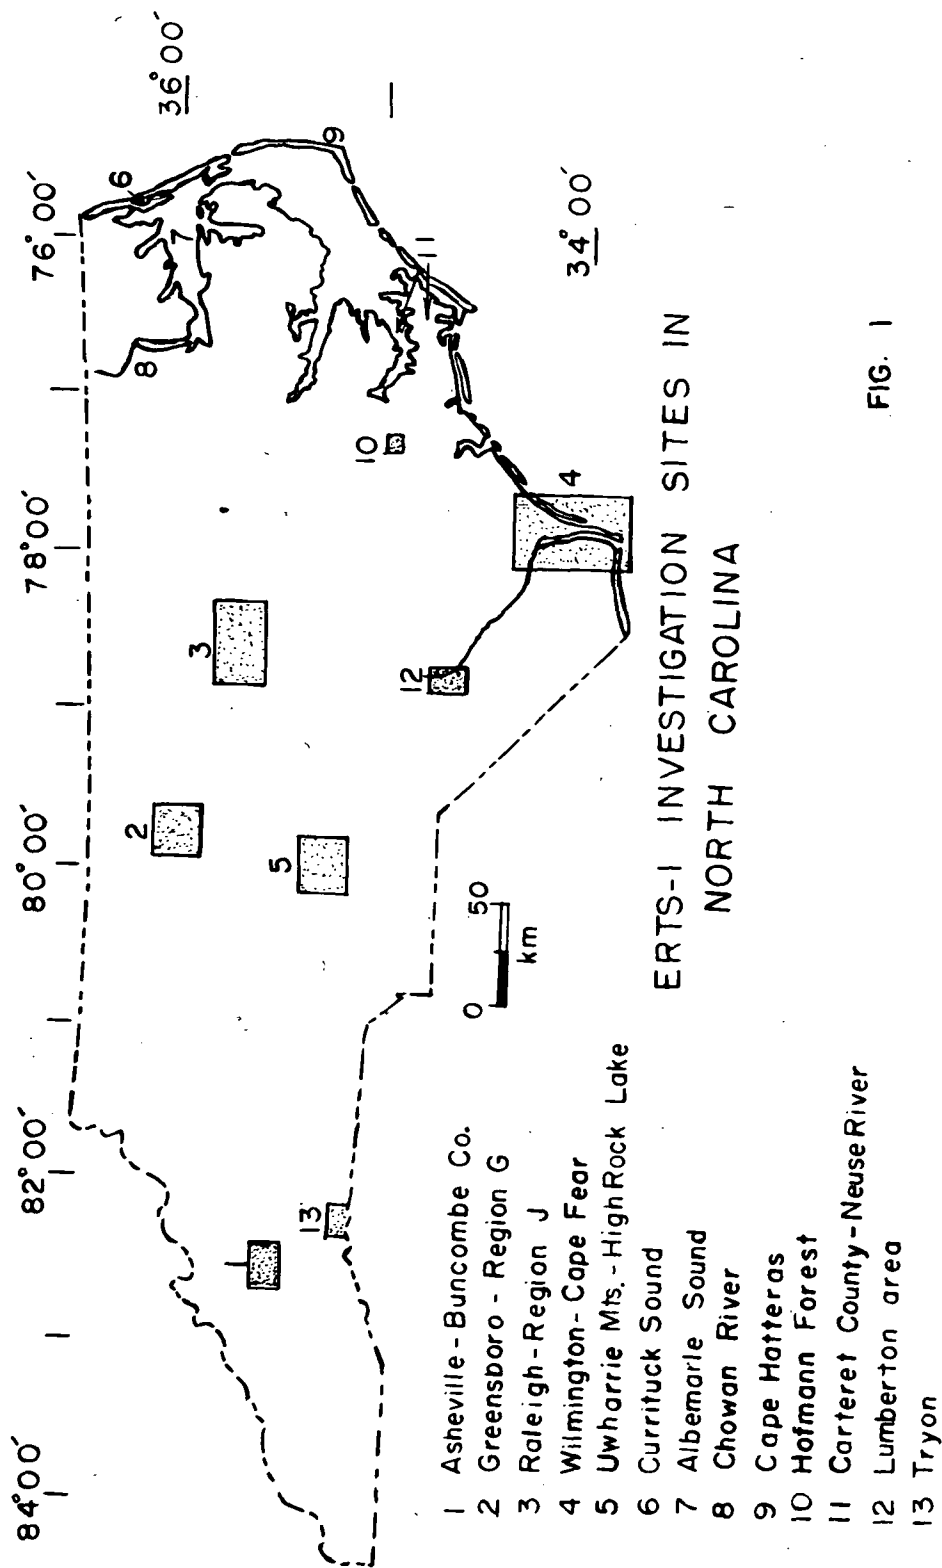 84°00′
82°00′
80°00′
78°00′
76°00′
36°00′
34°00′
1
2
3
4
5
6
7
8
9
10
11
12
13
0 50
km
1 Asheville-Buncombe Co.
2 Greensboro - Region G
3 Raleigh-Region J
4 Wilmington-Cape Fear
5 Uwharrie Mts.-High Rock Lake
6 Currituck Sound
7 Albemarle Sound
8 Chowan River
9 Cape Hatteras
10 Hofmann Forest
11 Carteret County-Neuse River
12 Lumberton area
13 Tryon
ERTS-1 INVESTIGATION SITES IN
NORTH CAROLINA
FIG. 1